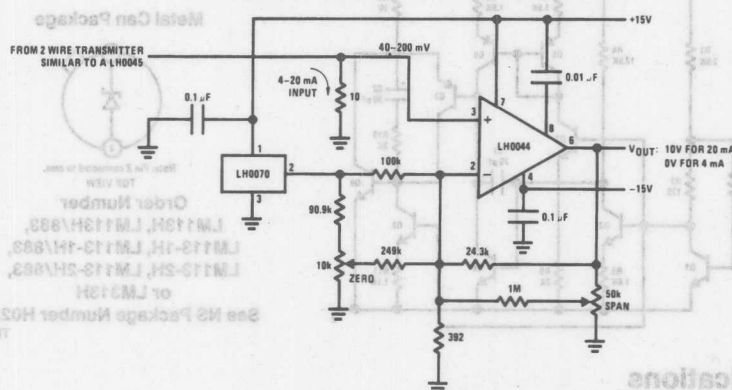 Metal Can Package
+15V
FROM 2 WIRE TRANSMITTER
SIMILAR TO A LH0045
40-200 mV
4-20 mA
INPUT
10
0.1 µF
0.01 µF
7
8
3
+
LH0044
6
VOUT: 10V FOR 20 mA
0V FOR 4 mA
2
−
4
−15V
1
LH0070
2
3
100k
0.1 µF
90.9k
10k
ZERO
249k
24.3k
1M
50k
SPAN
392
TOP VIEW
Order Number
LM113H, LM113H/883,
LM113-1H, LM113-1H/883,
LM113-2H, LM113-2H/883,
or LM313H
See NS Package Number H02